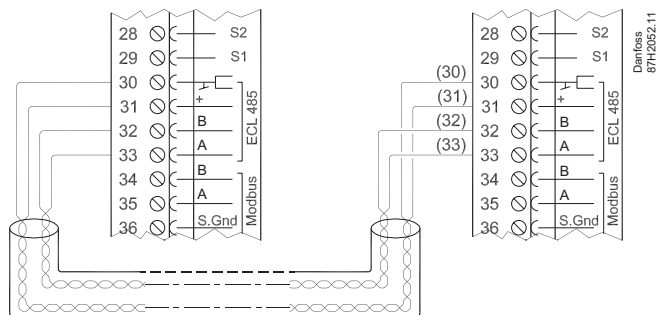 28 S2
29 S1
30
31 +
32 B
33 A
34 B
35 A
36 S.Gnd
ECL 485
Modbus
(30)
(31)
(32)
(33)
28 S2
29 S1
30
31 +
32 B
33 A
34 B
35 A
36 S.Gnd
ECL 485
Modbus
Danfoss
87H2052.11